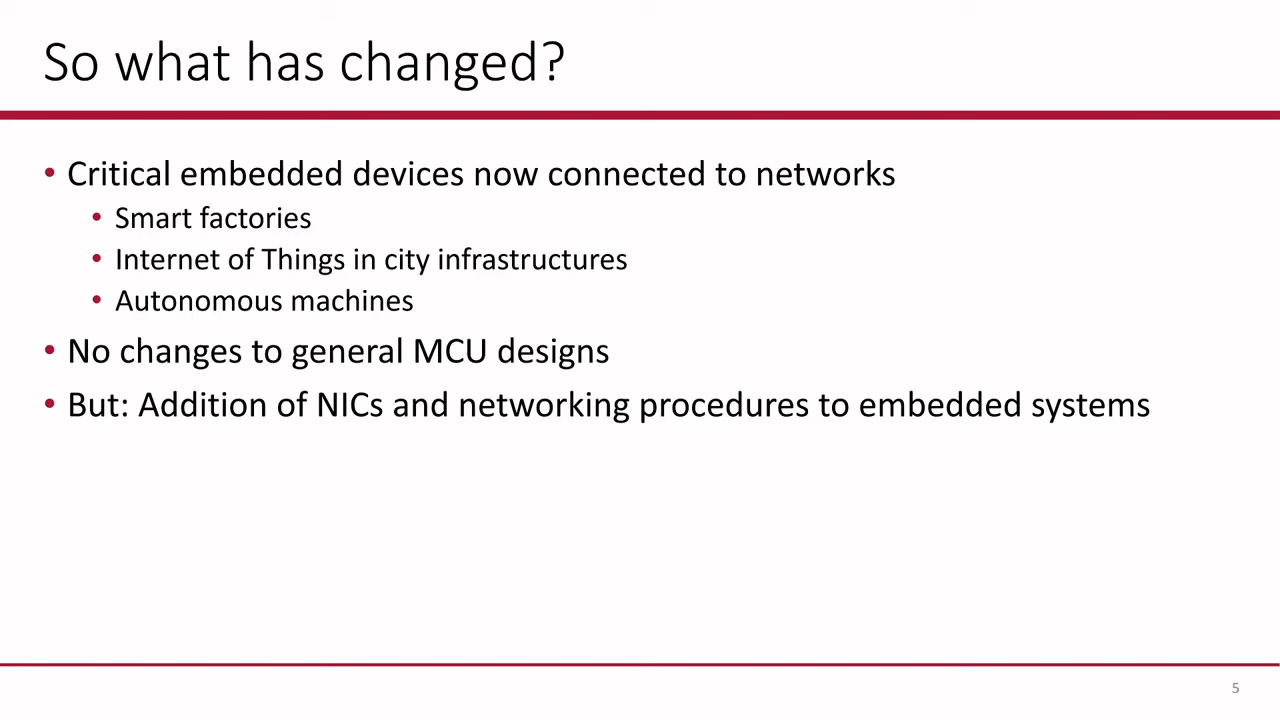 So what has changed?
• Critical embedded devices now connected to networks
• Smart factories
• Internet of Things in city infrastructures
• Autonomous machines
• No changes to general MCU designs
• But: Addition of NICs and networking procedures to embedded systems
5